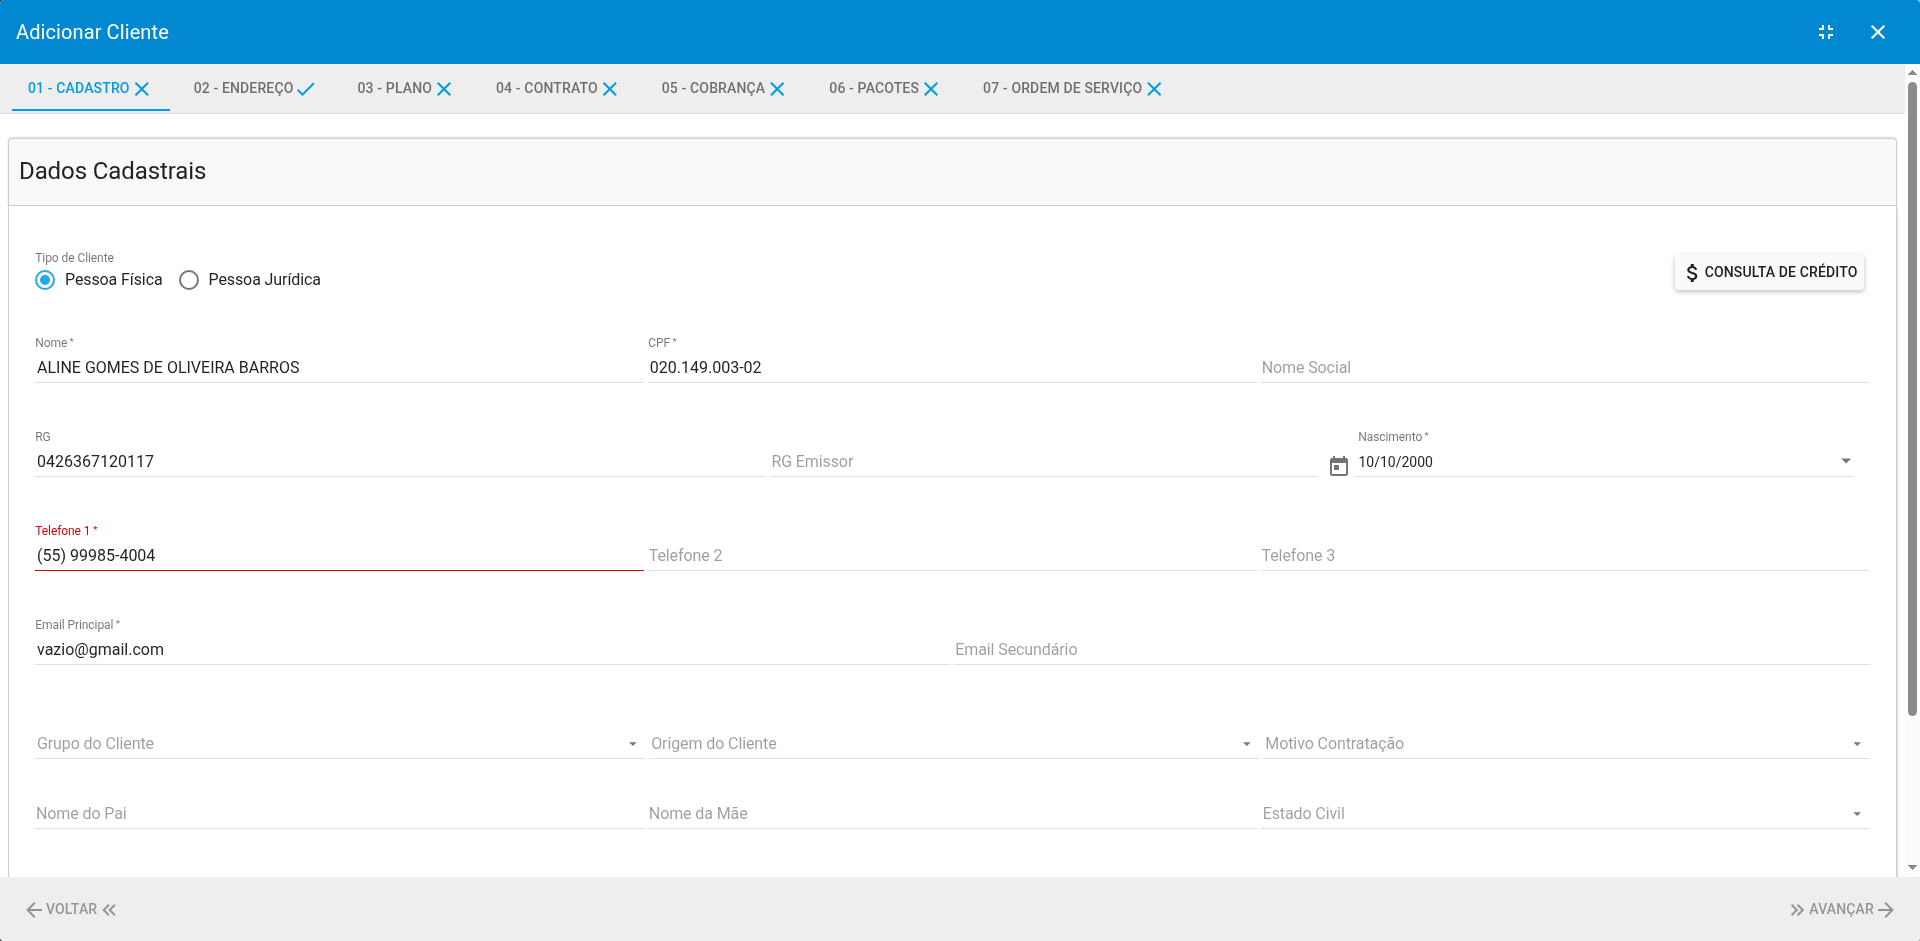 Adicionar Cliente
01 - CADASTRO 02 - ENDEREÇO 03 - PLANO 04 - CONTRATO 05 - COBRANÇA 06 - PACOTES 07 - ORDEM DE SERVIÇO
Dados Cadastrais
Tipo de Cliente
Pessoa Física Pessoa Jurídica
$ CONSULTA DE CRÉDITO
Nome * CPF *
ALINE GOMES DE OLIVEIRA BARROS 020.149.003-02 Nome Social
RG Nascimento *
0426367120117 RG Emissor 10/10/2000
Telefone 1 *
(55) 99985-4004 Telefone 2 Telefone 3
Email Principal *
vazio@gmail.com Email Secundário
Grupo do Cliente Origem do Cliente Motivo Contratação
Nome do Pai Nome da Mãe Estado Civil
VOLTAR AVANÇAR